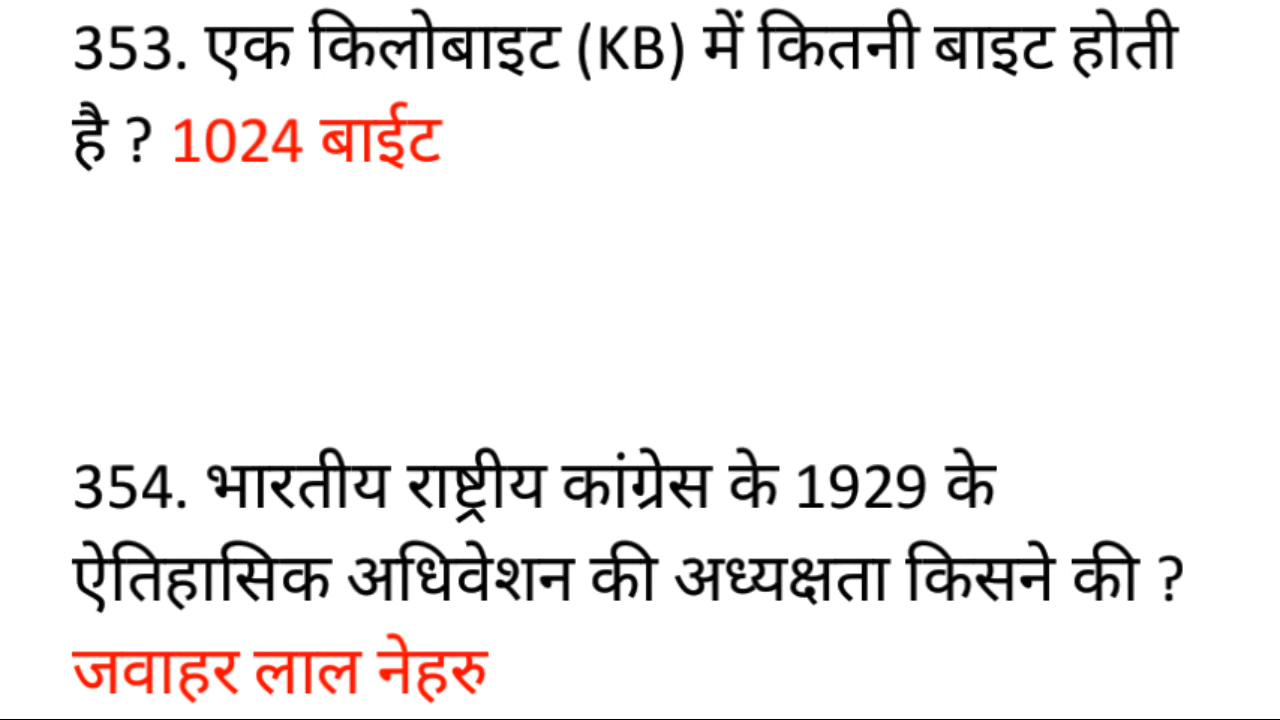 353. एक किलोबाइट (KB) में कितनी बाइट होती
है ? 1024 बाईट
354. भारतीय राष्ट्रीय कांग्रेस के 1929 के
ऐतिहासिक अधिवेशन की अध्यक्षता किसने की ?
जवाहर लाल नेहरु